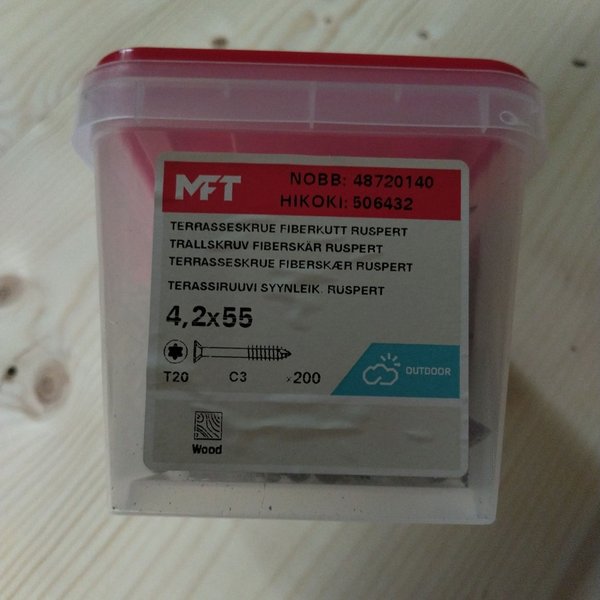 MFT
NOBB: 48720140
HIKOKI: 506432
TERRASSESKRUE FIBERKUTT RUSPERT
TRALLSKRUV FIBERSKÄR RUSPERT
TERRASSESKRUE FIBERSKÆR RUSPERT
TERASSIRUUVI SYYNLEIK. RUSPERT
4,2x55
T20 C3 x200
OUTDOOR
Wood